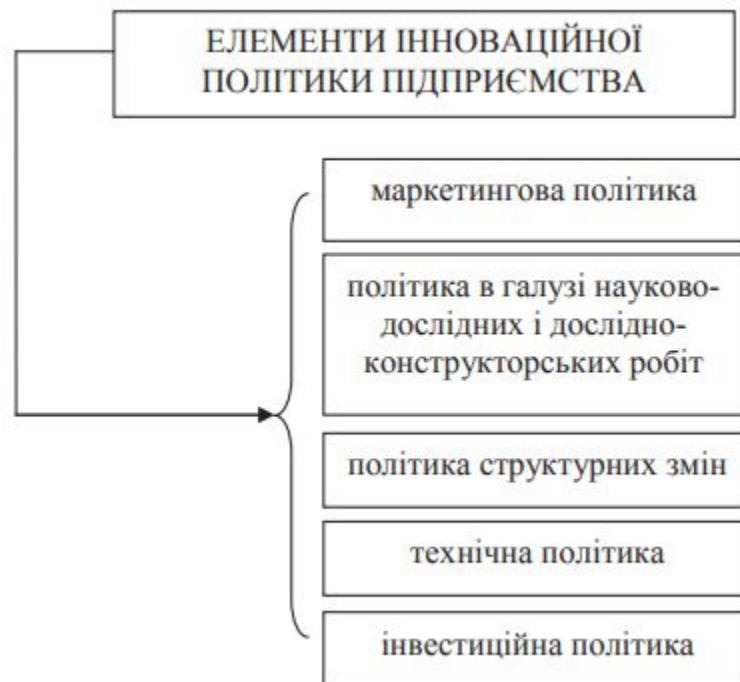 ЕЛЕМЕНТИ ІННОВАЦІЙНОЇ
ПОЛІТИКИ ПІДПРИЄМСТВА
маркетингова політика
політика в галузі науково-
дослідних і дослідно-
конструкторських робіт
політика структурних змін
технічна політика
інвестиційна політика